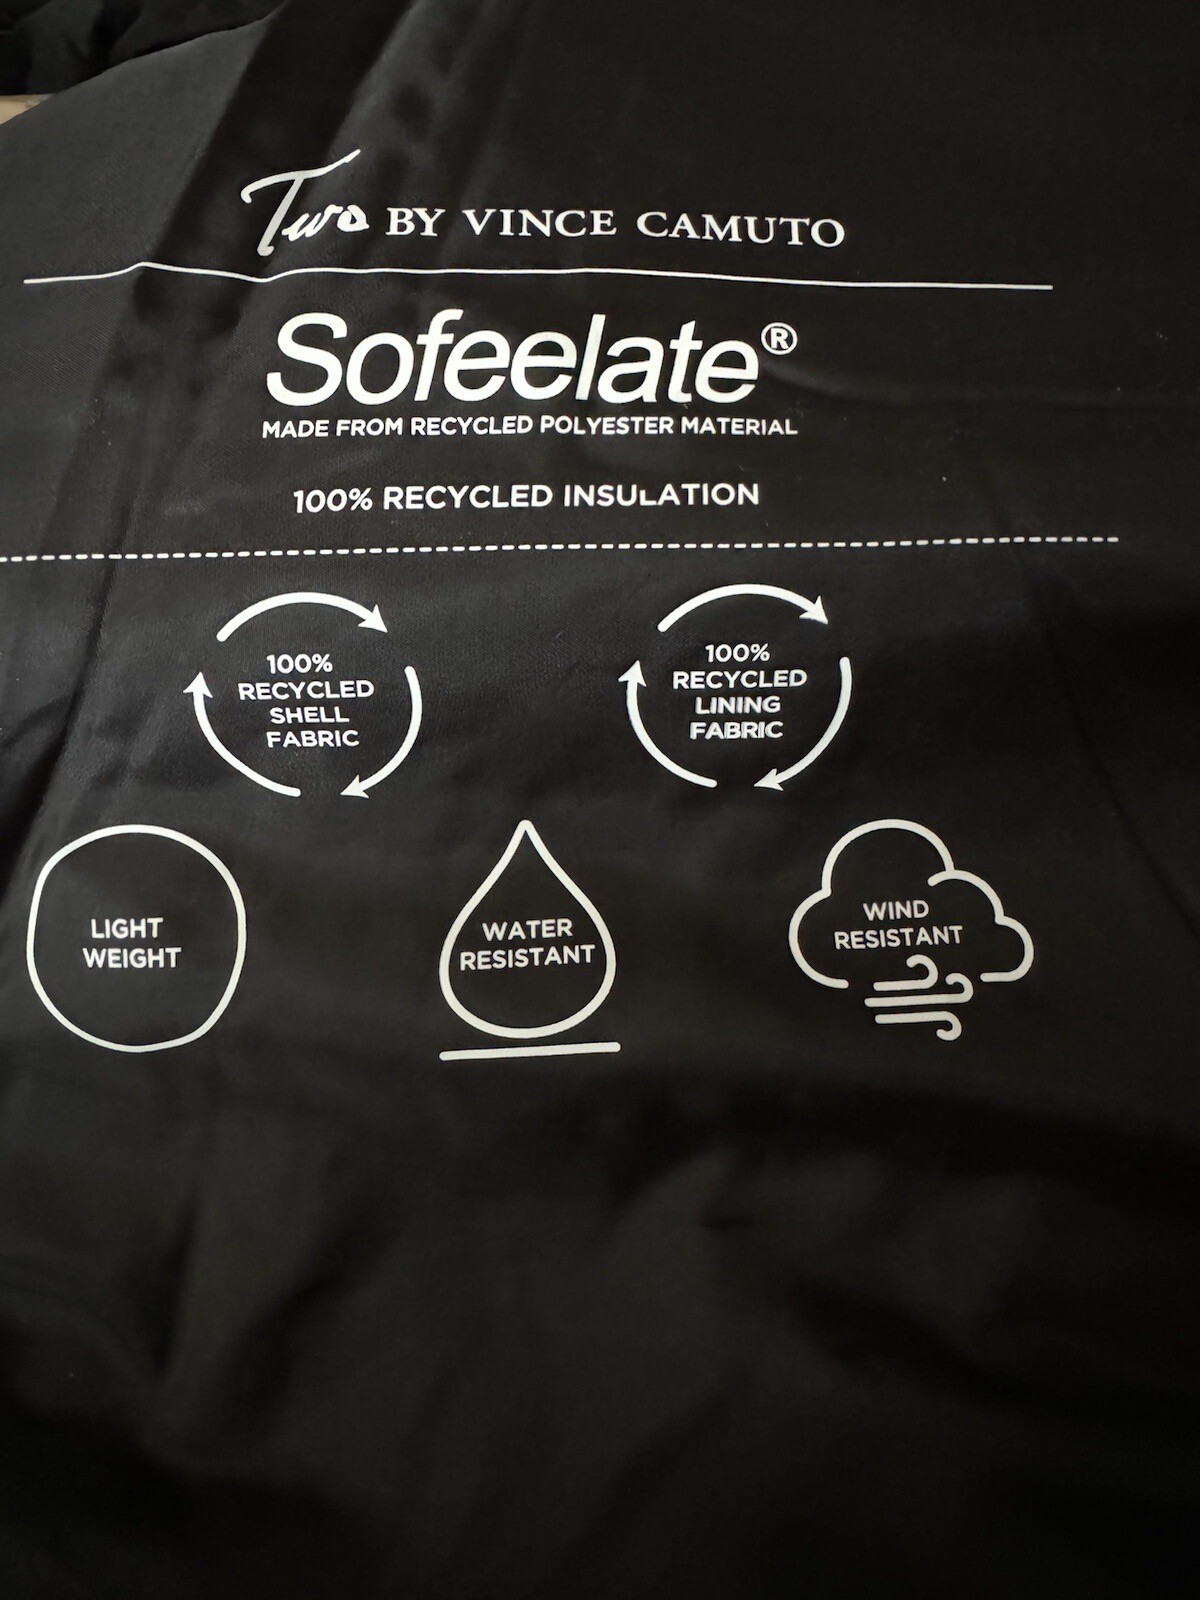 Two BY VINCE CAMUTO
Sofeelate®
MADE FROM RECYCLED POLYESTER MATERIAL
100% RECYCLED INSULATION
100%
RECYCLED
SHELL
FABRIC
100%
RECYCLED
LINING
FABRIC
LIGHT
WEIGHT
WATER
RESISTANT
WIND
RESISTANT